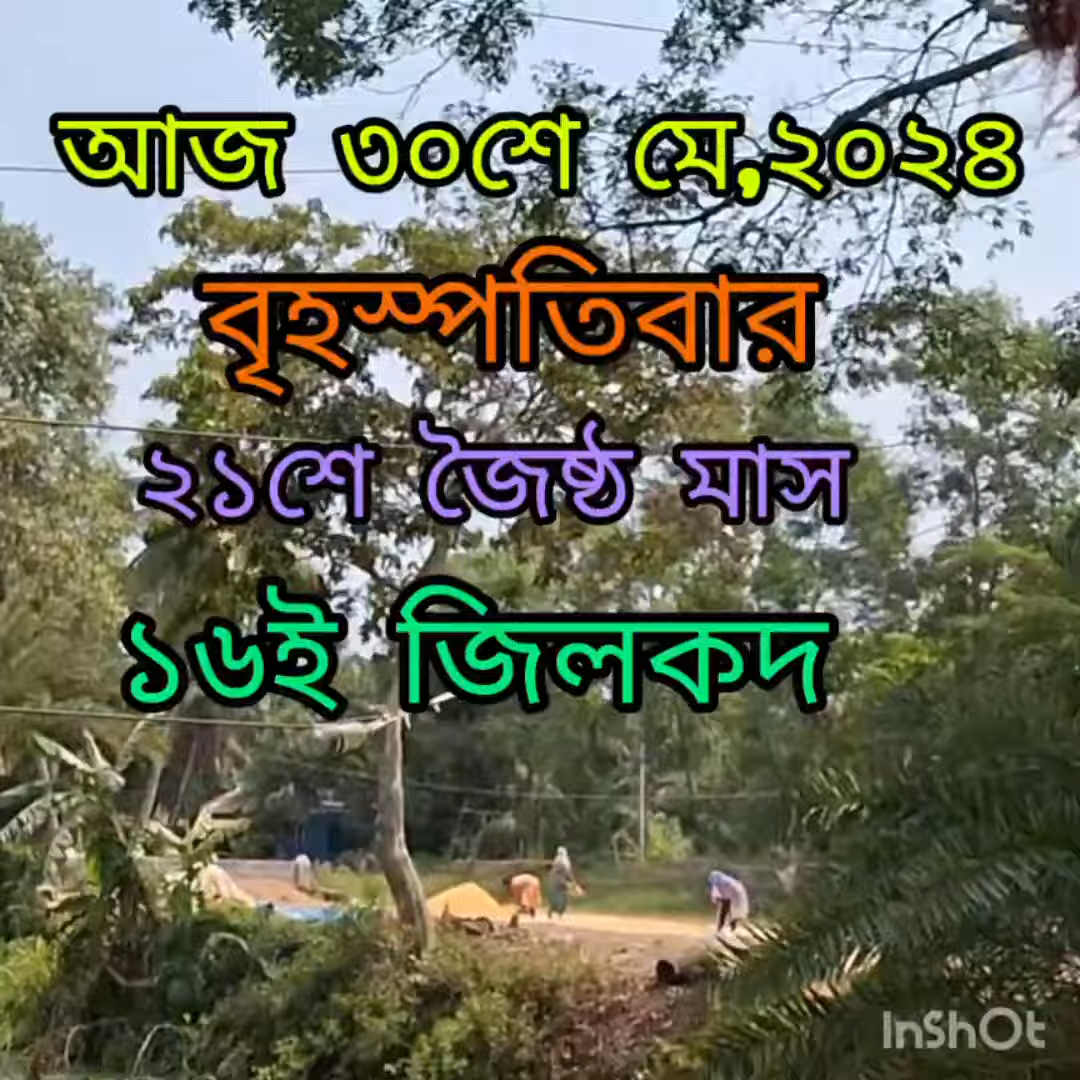 আজ ৩০শে মে,২০২৪
বৃহস্পতিবার
২১শে জৈষ্ঠ মাস
১৬ই জিলকদ
InShOt